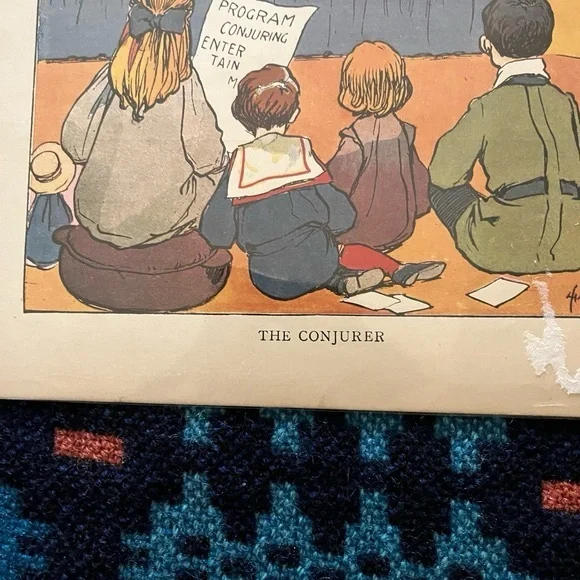 PROGRAM
CONJURING
ENTER
TAIN
M
THE CONJURER